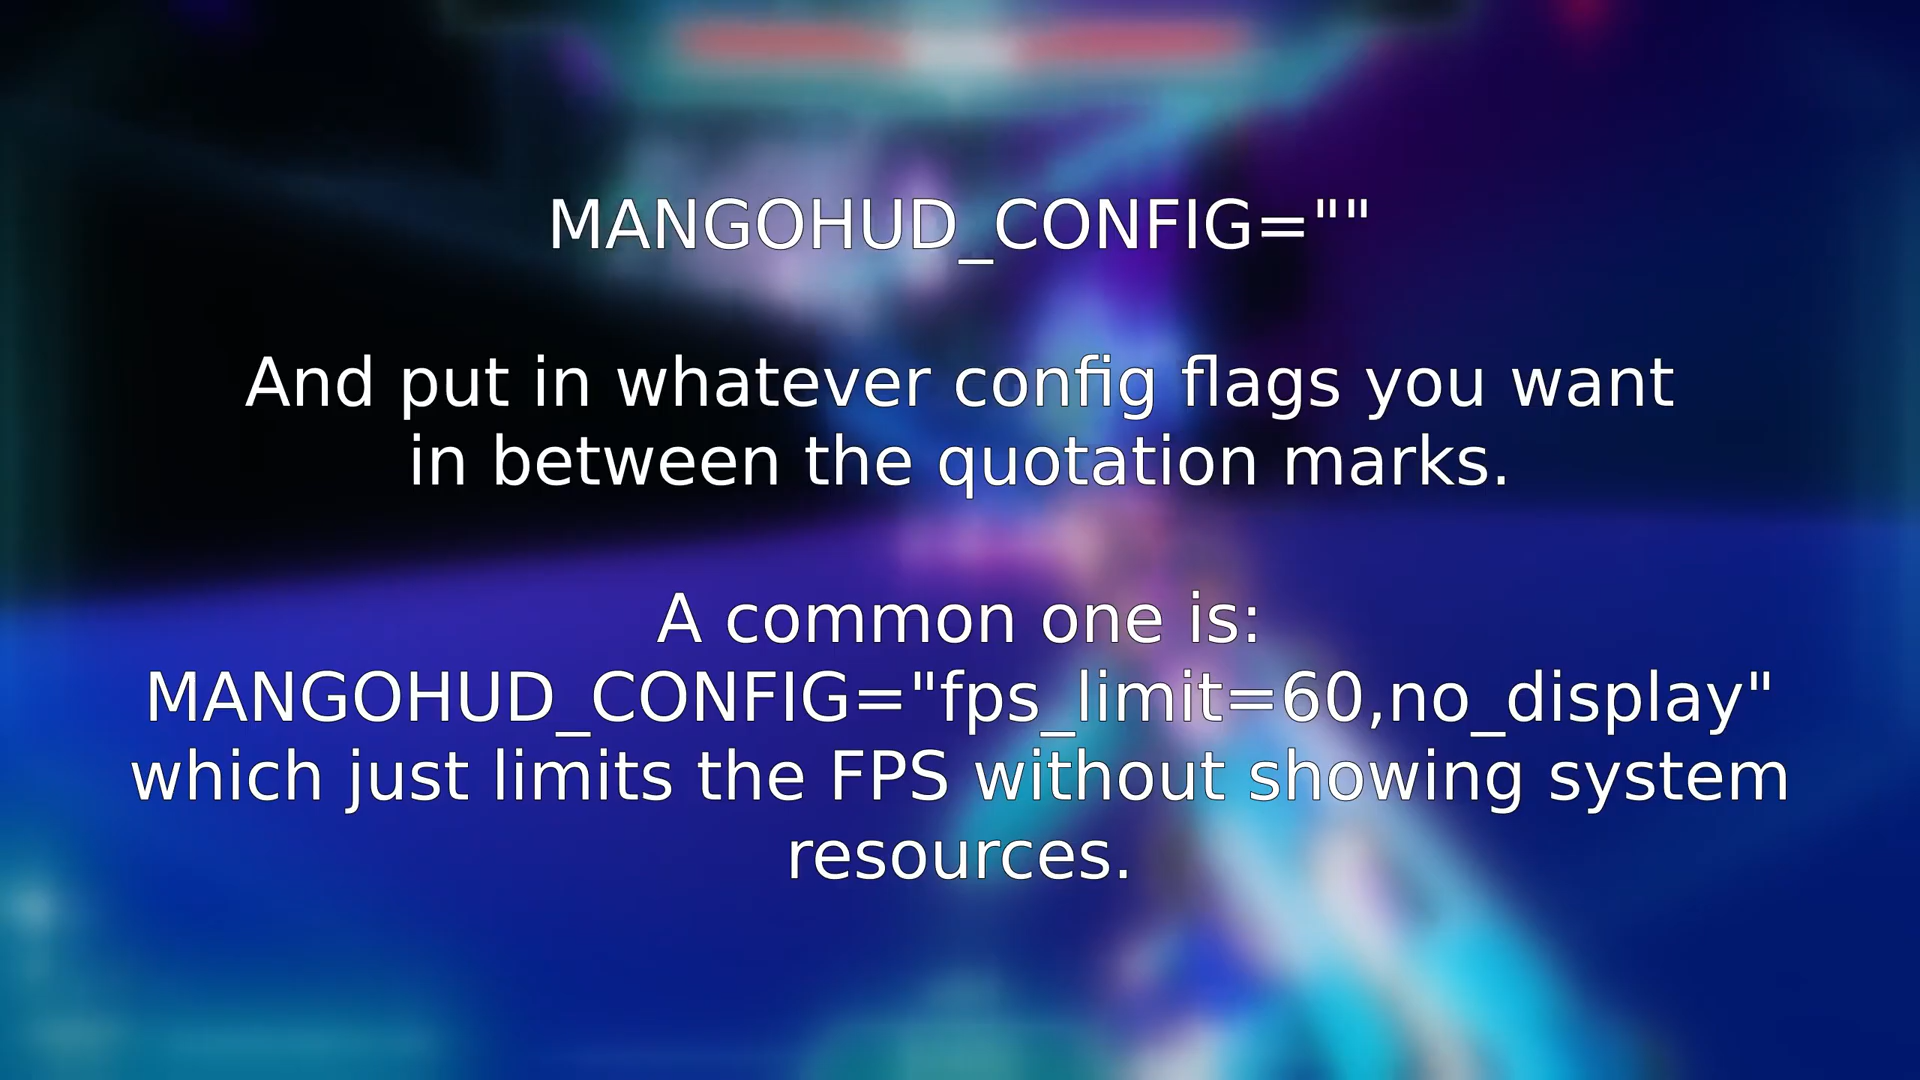 MANGOHUD_CONFIG=""
And put in whatever config flags you want
in between the quotation marks.
A common one is:
MANGOHUD_CONFIG="fps_limit=60,no_display"
which just limits the FPS without showing system
resources.